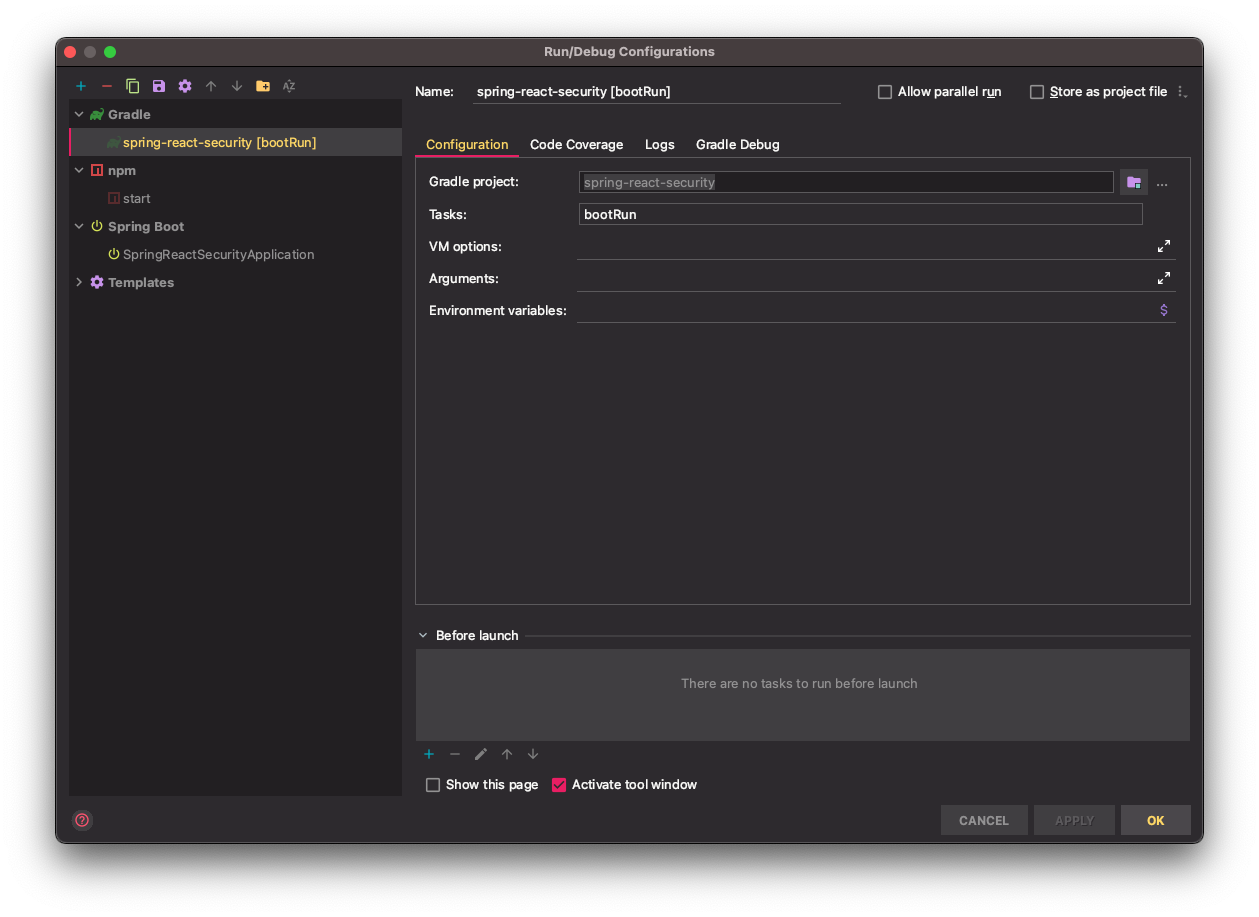 Run/Debug Configurations
Name: spring-react-security [bootRun] Allow parallel run Store as project file
Gradle
spring-react-security [bootRun]
npm
start
Spring Boot
SpringReactSecurityApplication
Templates
Configuration Code Coverage Logs Gradle Debug
Gradle project: spring-react-security ...
Tasks: bootRun
VM options:
Arguments:
Environment variables: $
Before launch
There are no tasks to run before launch
Show this page Activate tool window
? CANCEL APPLY OK